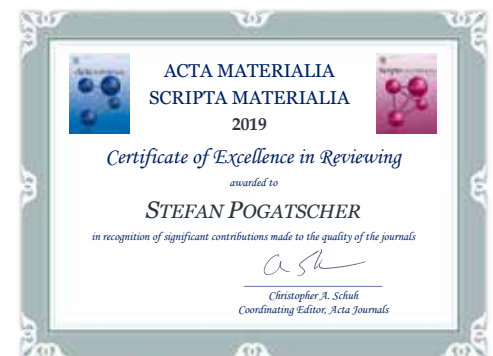 ACTA MATERIALIA
SCRIPTA MATERIALIA
2019
Certificate of Excellence in Reviewing
awarded to
STEFAN POGATSCHER
in recognition of significant contributions made to the quality of the journals
Christopher A. Schuh
Coordinating Editor, Acta Journals